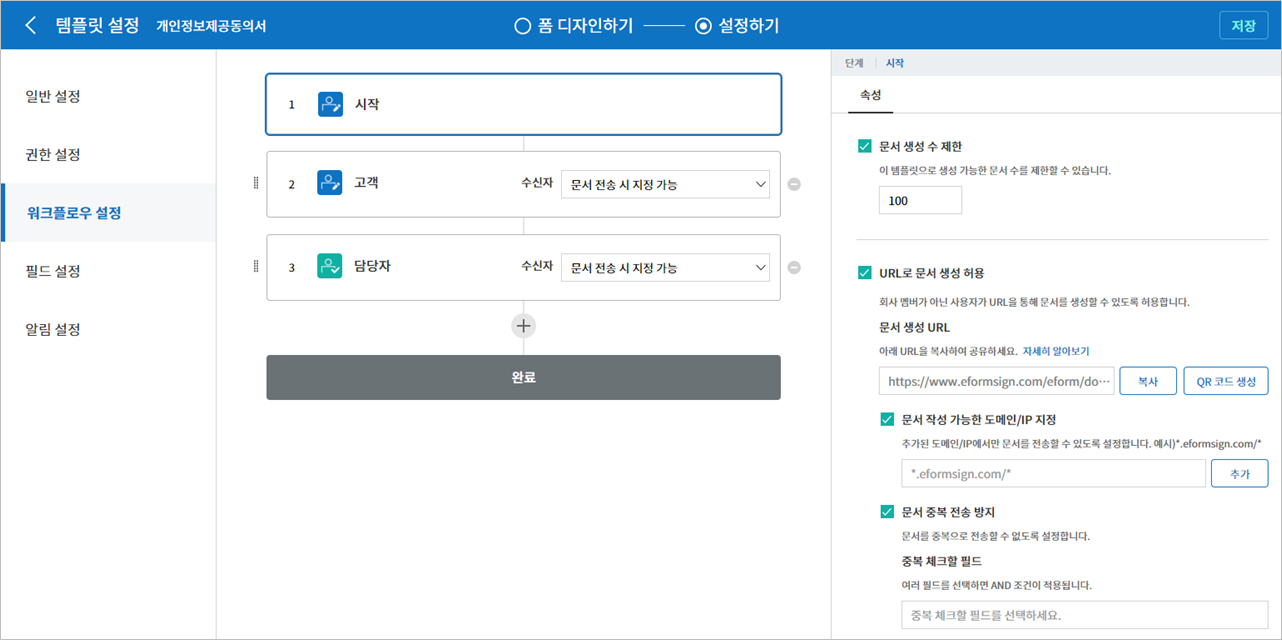 템플릿 설정 개인정보제공동의서
폼 디자인하기
설정하기
저장
일반 설정
권한 설정
워크플로우 설정
필드 설정
알림 설정
1 시작
2 고객 수신자 문서 전송 시 지정 가능
3 담당자 수신자 문서 전송 시 지정 가능
완료
단계 시작
속성
문서 생성 수 제한
이 템플릿으로 생성 가능한 문서 수를 제한할 수 있습니다.
100
URL로 문서 생성 허용
회사 멤버가 아닌 사용자가 URL을 통해 문서를 생성할 수 있도록 허용합니다.
문서 생성 URL
아래 URL을 복사하여 공유하세요. 자세히 알아보기
https://www.eformsign.com/eform/do··· 복사 QR 코드 생성
문서 작성 가능한 도메인/IP 지정
추가된 도메인/IP에서만 문서를 전송할 수 있도록 설정합니다. 예시)*.eformsign.com/*
*.eformsign.com/* 추가
문서 중복 전송 방지
문서를 중복으로 전송할 수 없도록 설정합니다.
중복 체크할 필드
여러 필드를 선택하면 AND 조건이 적용됩니다.
중복 체크할 필드를 선택하세요.